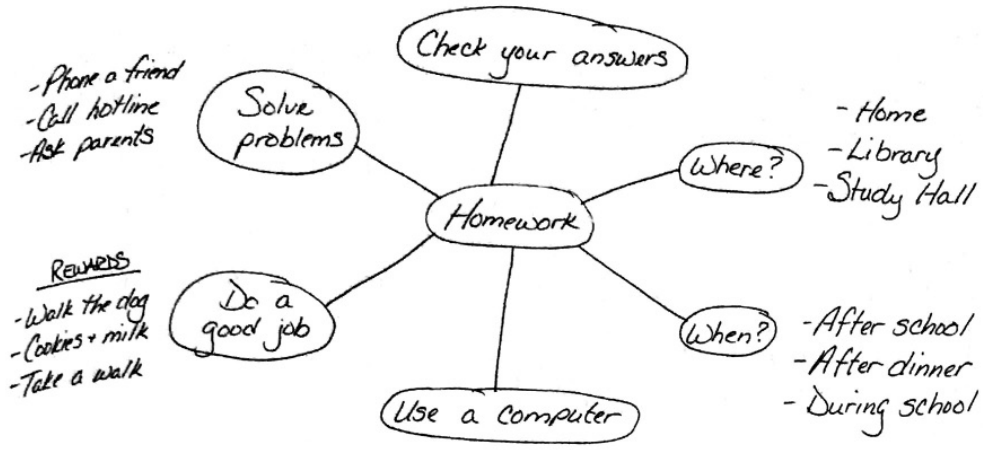 Check your answers
- Phone a friend
- Call hotline
- Ask parents
Solve
problems
Where?
- Home
- Library
- Study Hall
Homework
REWARDS
- Walk the dog
- Cookies + milk
- Take a walk
Do a
good job
When?
- After school
- After dinner
- During school
Use a computer